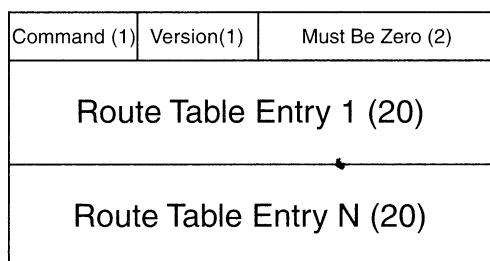 Command (1) Version(1) Must Be Zero (2)
Route Table Entry 1 (20)
Route Table Entry N (20)